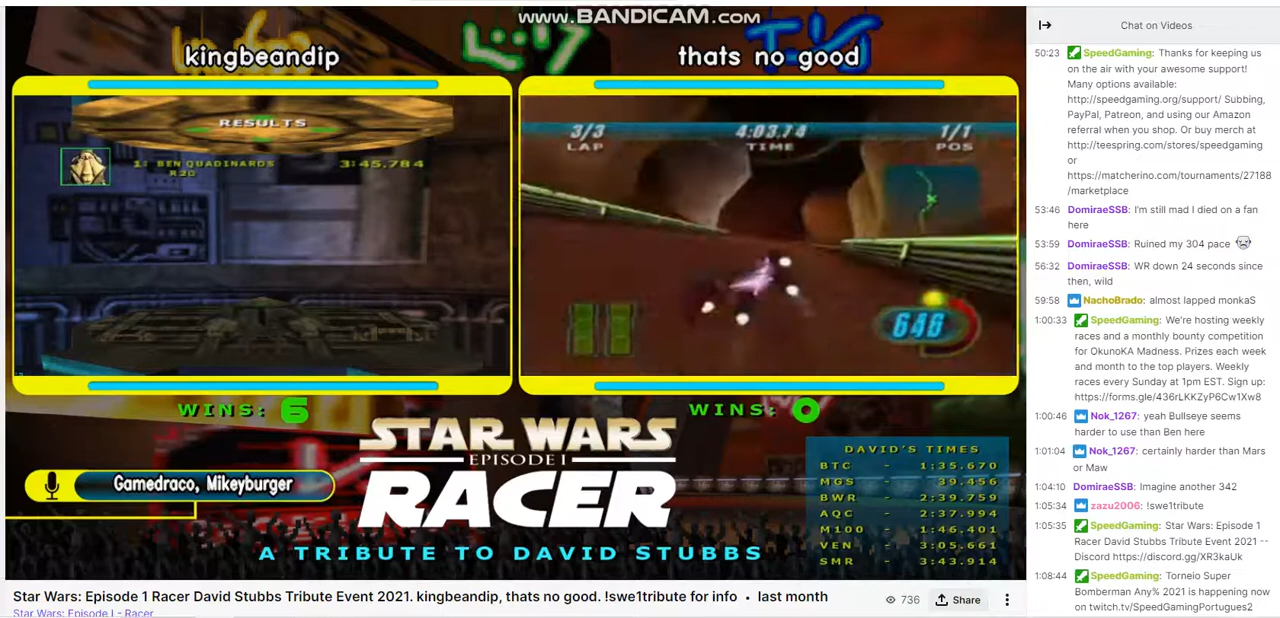 www.BANDICAM.com
kingbeandip
thats no good
RESULTS
1: BEN QUADINAROS 3:45.784
3/3 4:03.74 1/1
LAP TIME POS
646
WINS: 6
WINS: 0
STAR WARS
EPISODE I
RACER
A TRIBUTE TO DAVID STUBBS
Gamedraco, Mikeyburger
DAVID'S TIMES
BTC - 1:35.670
MGS - 39.456
BWR - 2:39.759
AQC - 2:37.994
M100 - 1:46.401
VEN - 3:05.661
SMR - 3:43.914
Star Wars: Episode 1 Racer David Stubbs Tribute Event 2021. kingbeandip, thats no good. !swe1tribute for info • last month
736 Share
Star Wars: Episode I - Racer
Chat on Videos
50:23 SpeedGaming: Thanks for keeping us
on the air with your awesome support!
Many options available:
http://speedgaming.org/support/ Subbing,
PayPal, Patreon, and using our Amazon
referral when you shop. Or buy merch at
http://teespring.com/stores/speedgaming
or
https://matcherino.com/tournaments/27188
/marketplace
53:46 DomiraeSSB: I'm still mad I died on a fan
here
53:59 DomiraeSSB: Ruined my 304 pace
56:32 DomiraeSSB: WR down 24 seconds since
then, wild
59:58 NachoBrado: almost lapped monkaS
1:00:33 SpeedGaming: We're hosting weekly
races and a monthly bounty competition
for OkunoKA Madness. Prizes each week
and month to the top players. Weekly
races every Sunday at 1pm EST. Sign up:
https://forms.gle/436rLKKZyP6Cw1Xw8
1:00:46 Nok_1267: yeah Bullseye seems
harder to use than Ben here
1:01:04 Nok_1267: certainly harder than Mars
or Maw
1:04:10 DomiraeSSB: Imagine another 342
1:05:34 zazu2006: !swe1tribute
1:05:35 SpeedGaming: Star Wars: Episode 1
Racer David Stubbs Tribute Event 2021 --
Discord https://discord.gg/XR3kaUk
1:08:44 SpeedGaming: Torneio Super
Bomberman Any% 2021 is happening now
on twitch.tv/SpeedGamingPortugues2